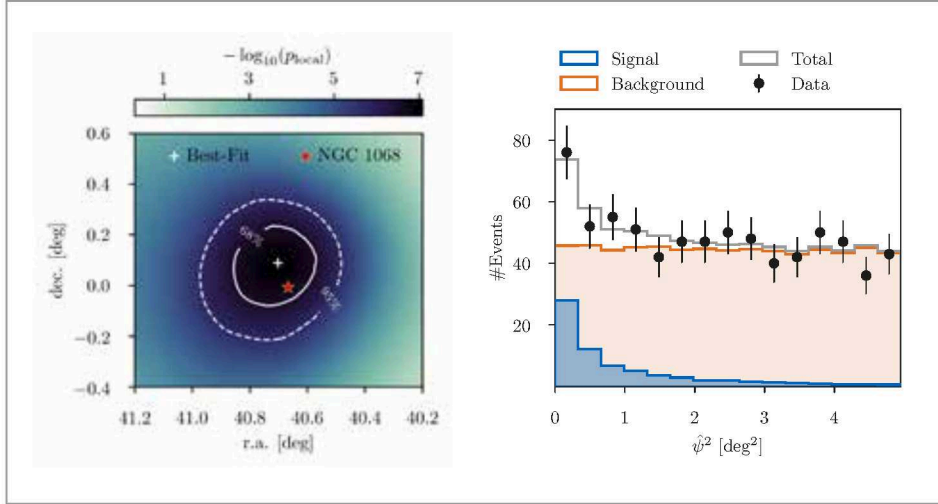 − log₁₀(p_local)
1 3 5 7
Best-Fit NGC 1068
68%
95%
0.6
0.4
0.2
0.0
−0.2
−0.4
dec. [deg]
41.2 41.0 40.8 40.6 40.4 40.2
r.a. [deg]
Signal Total
Background Data
80
60
40
20
#Events
0 1 2 3 4
ψ̂² [deg²]